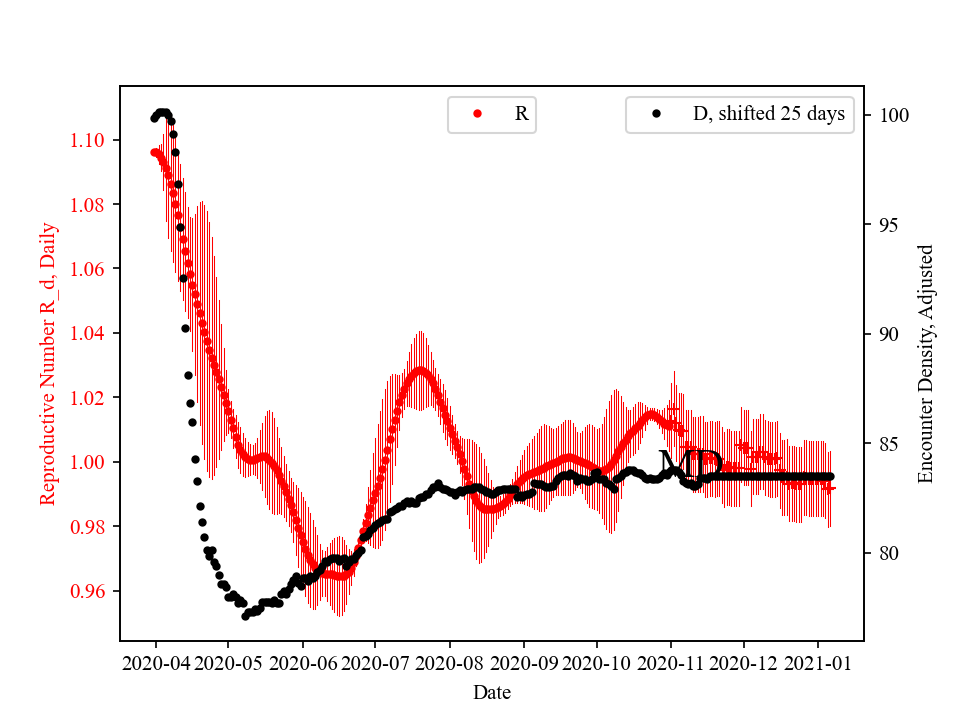 R
D, shifted 25 days
1.10
1.08
1.06
1.04
1.02
1.00
0.98
0.96
Reproductive Number R_d, Daily
100
95
90
85
80
Encounter Density, Adjusted
MD
2020-04 2020-05 2020-06 2020-07 2020-08 2020-09 2020-10 2020-11 2020-12 2021-01
Date